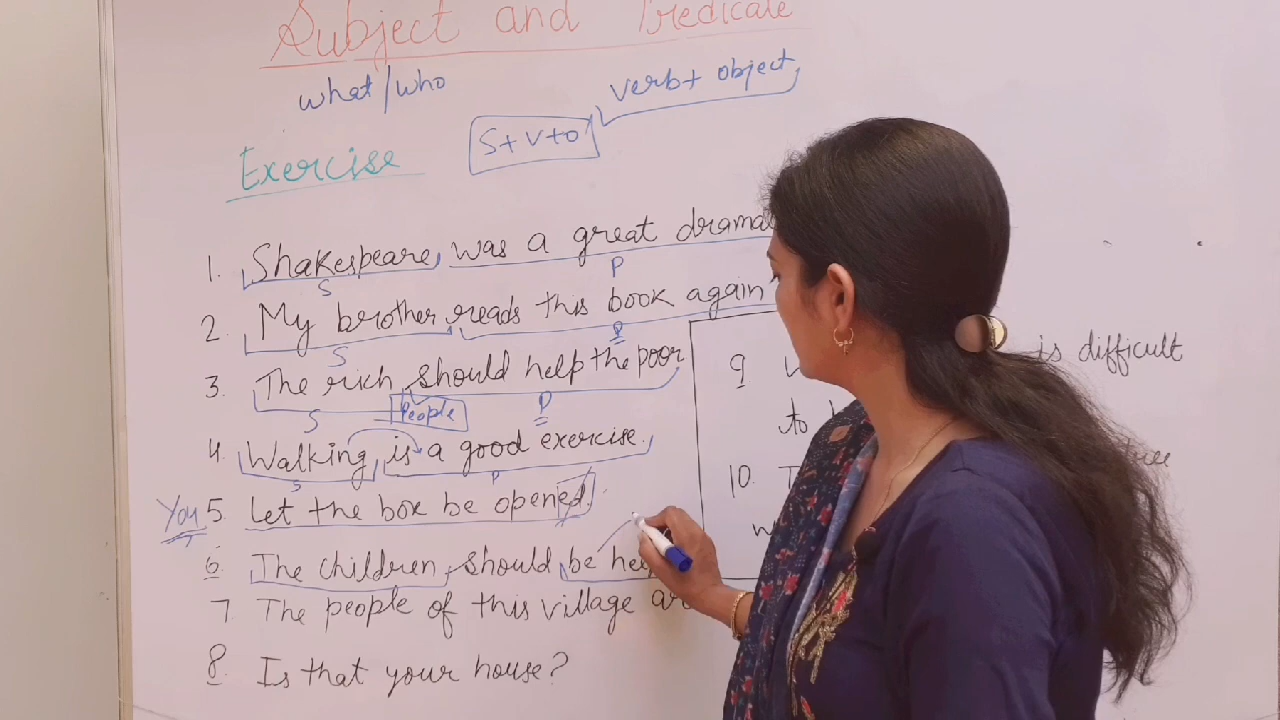 Subject and Predicate
what/who
verb+ object
S+V+O
Exercise
1. Shakespeare was a great
S P
2. My brother reads this book again
S P
3. The rich should help the poor
S People P
4. Walking is a good exercise.
S P
You 5. Let the box be opened.
6. The children should be
7. The people of this village
8. Is that your house?
9 is difficult
to
10.